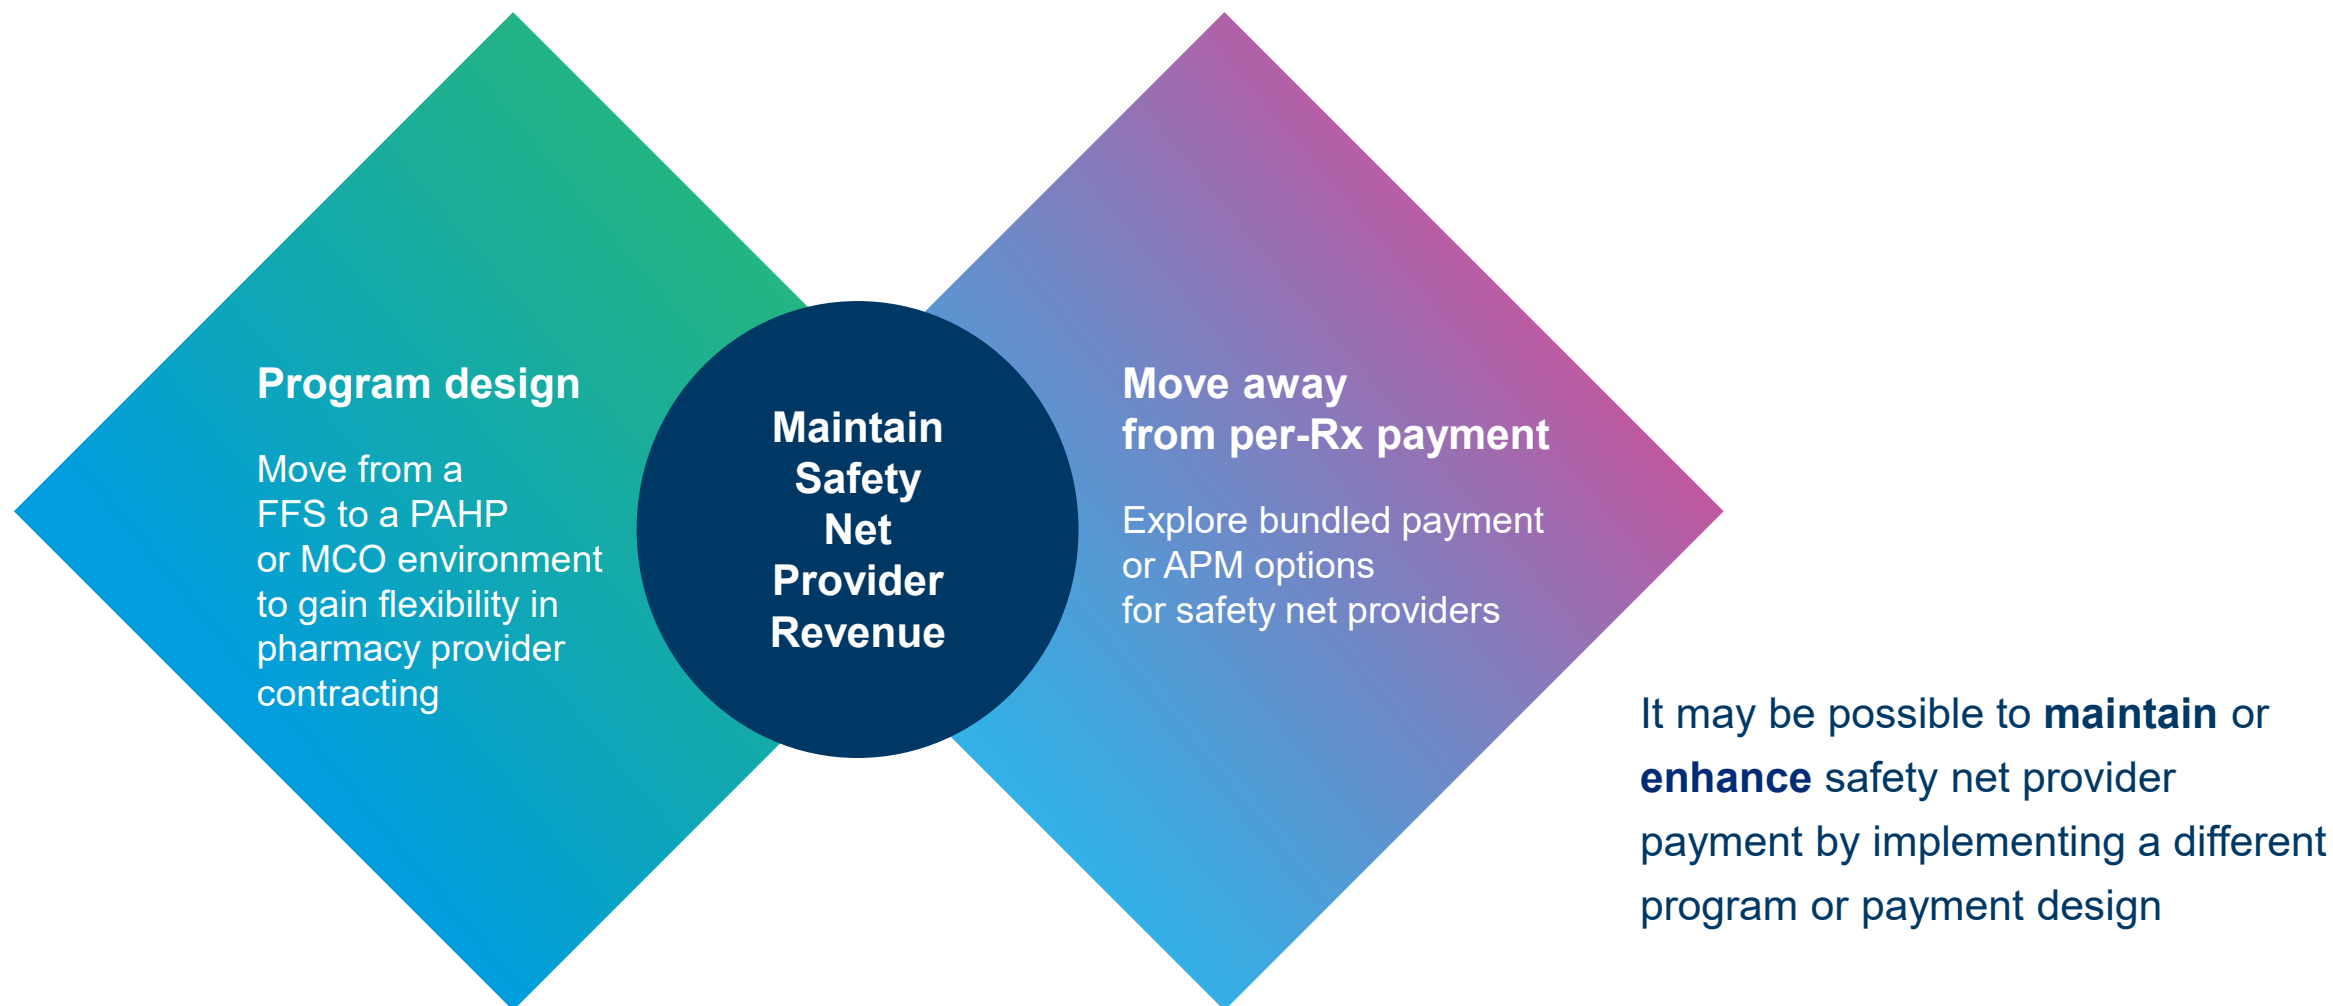 Program design
Move from a
FFS to a PAHP
or MCO environment
to gain flexibility in
pharmacy provider
contracting
Maintain
Safety
Net
Provider
Revenue
Move away
from per-Rx payment
Explore bundled payment
or APM options
for safety net providers
It may be possible to maintain or
enhance safety net provider
payment by implementing a different
program or payment design